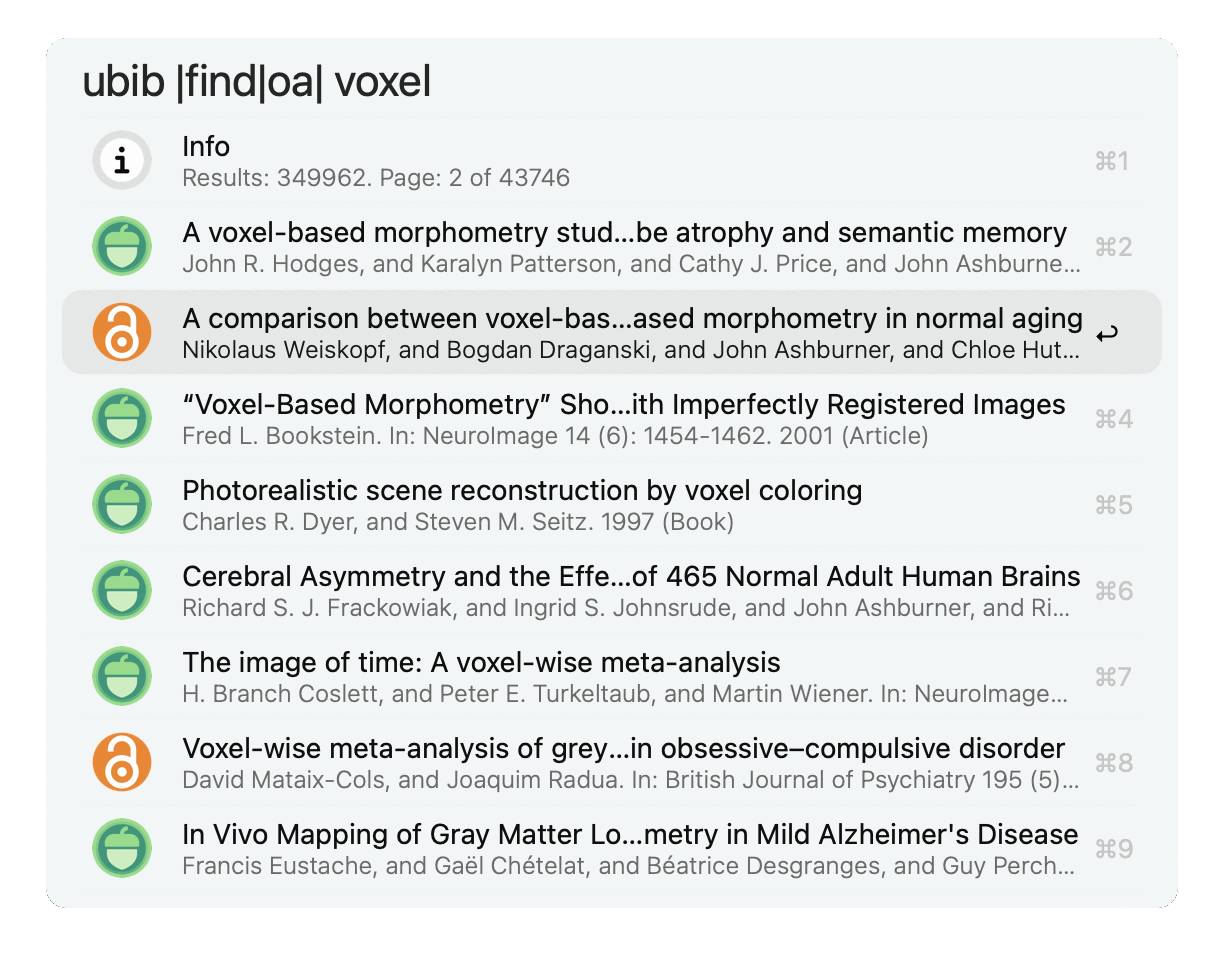 ubib |find|oa| voxel
Info
Results: 349962. Page: 2 of 43746
⌘1
A voxel-based morphometry stud...be atrophy and semantic memory
John R. Hodges, and Karalyn Patterson, and Cathy J. Price, and John Ashburne...
⌘2
A comparison between voxel-bas...ased morphometry in normal aging
Nikolaus Weiskopf, and Bogdan Draganski, and John Ashburner, and Chloe Hut...
“Voxel-Based Morphometry” Sho...ith Imperfectly Registered Images
Fred L. Bookstein. In: NeuroImage 14 (6): 1454-1462. 2001 (Article)
⌘4
Photorealistic scene reconstruction by voxel coloring
Charles R. Dyer, and Steven M. Seitz. 1997 (Book)
⌘5
Cerebral Asymmetry and the Effe...of 465 Normal Adult Human Brains
Richard S. J. Frackowiak, and Ingrid S. Johnsrude, and John Ashburner, and Ri...
⌘6
The image of time: A voxel-wise meta-analysis
H. Branch Coslett, and Peter E. Turkeltaub, and Martin Wiener. In: NeuroImage...
⌘7
Voxel-wise meta-analysis of grey...in obsessive–compulsive disorder
David Mataix-Cols, and Joaquim Radua. In: British Journal of Psychiatry 195 (5)...
⌘8
In Vivo Mapping of Gray Matter Lo...metry in Mild Alzheimer's Disease
Francis Eustache, and Gaël Chételat, and Béatrice Desgranges, and Guy Perch...
⌘9